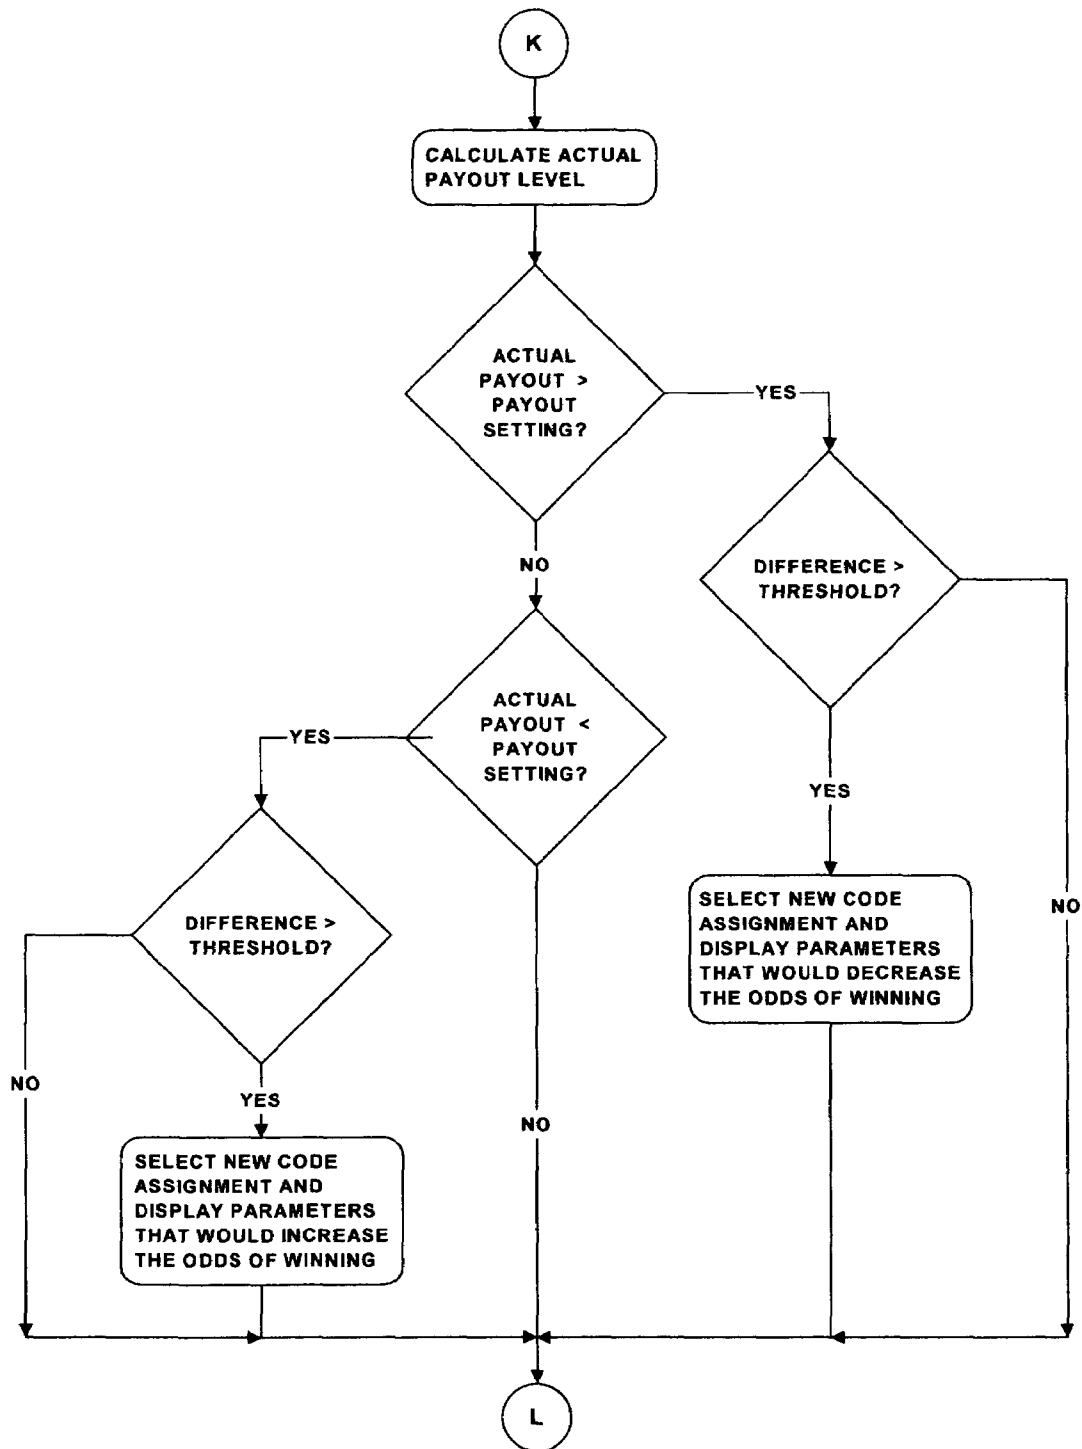 K
CALCULATE ACTUAL
PAYOUT LEVEL
ACTUAL
PAYOUT >
PAYOUT
SETTING?
YES
DIFFERENCE >
THRESHOLD?
NO
ACTUAL
PAYOUT <
PAYOUT
SETTING?
YES
YES
SELECT NEW CODE
ASSIGNMENT AND
DISPLAY PARAMETERS
THAT WOULD DECREASE
THE ODDS OF WINNING
NO
DIFFERENCE >
THRESHOLD?
NO
YES
NO
SELECT NEW CODE
ASSIGNMENT AND
DISPLAY PARAMETERS
THAT WOULD INCREASE
THE ODDS OF WINNING
L